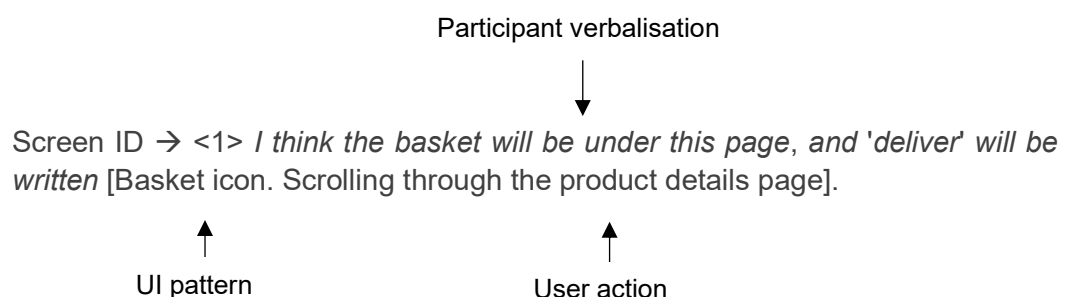 Participant verbalisation
Screen ID → <1> I think the basket will be under this page, and 'deliver' will be
written [Basket icon. Scrolling through the product details page].
UI pattern
User action